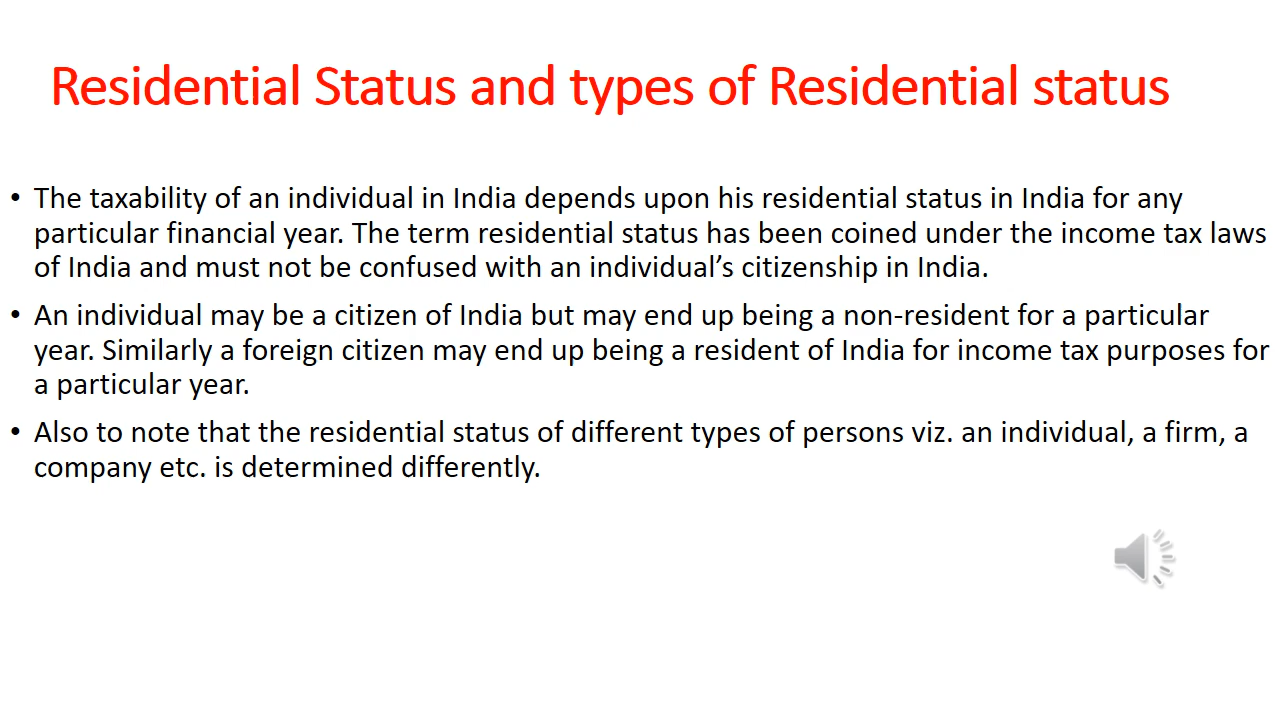 Residential Status and types of Residential status
• The taxability of an individual in India depends upon his residential status in India for any
particular financial year. The term residential status has been coined under the income tax laws
of India and must not be confused with an individual’s citizenship in India.
• An individual may be a citizen of India but may end up being a non-resident for a particular
year. Similarly a foreign citizen may end up being a resident of India for income tax purposes for
a particular year.
• Also to note that the residential status of different types of persons viz. an individual, a firm, a
company etc. is determined differently.